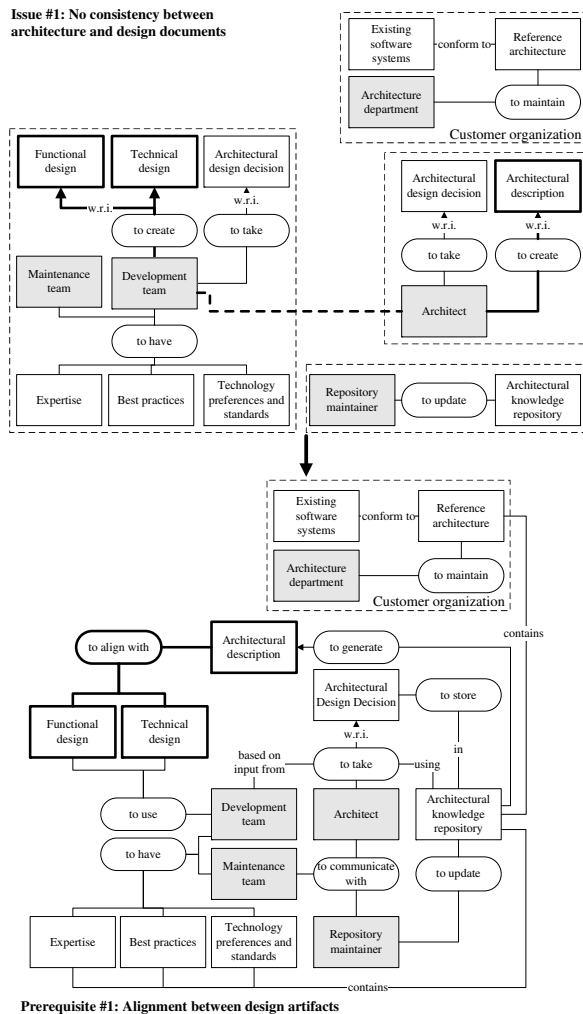 Issue #1: No consistency between
architecture and design documents
Existing
software
systems
conform to
Reference
architecture
Architecture
department
to maintain
Customer organization
Functional
design
Technical
design
Architectural
design decision
w.r.i.
w.r.i.
to create
to take
Maintenance
team
Development
team
to have
Expertise
Best practices
Technology
preferences and
standards
Architectural
design decision
Architectural
description
w.r.i.
w.r.i.
to take
to create
Architect
Repository
maintainer
to update
Architectural
knowledge
repository
Existing
software
systems
conform to
Reference
architecture
Architecture
department
to maintain
Customer organization
contains
to align with
Architectural
description
to generate
Functional
design
Technical
design
Architectural
Design Decision
to store
w.r.i.
in
based on
input from
to take
using
to use
Development
team
Architect
Architectural
knowledge
repository
to have
Maintenance
team
to communicate
with
to update
Expertise
Best practices
Technology
preferences and
standards
Repository
maintainer
contains
Prerequisite #1: Alignment between design artifacts